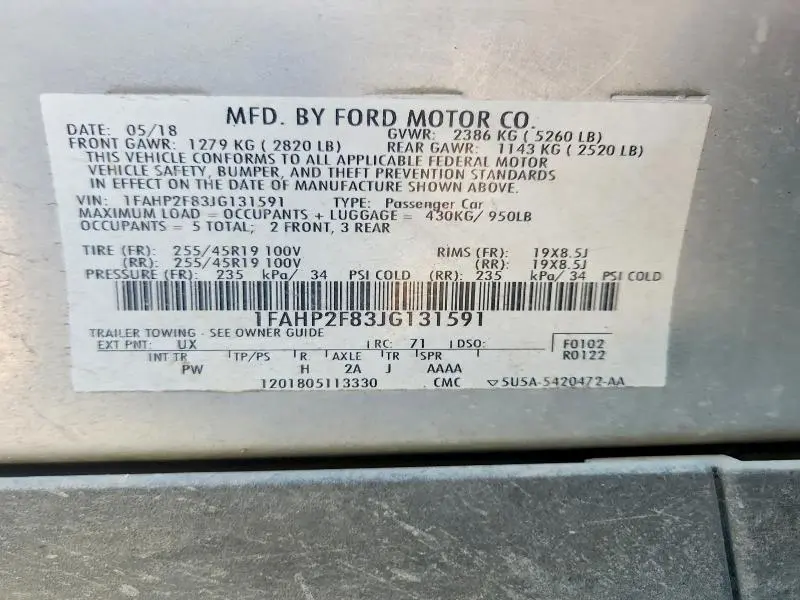 MFD. BY FORD MOTOR CO.
DATE: 05/18 GVWR: 2386 KG ( 5260 LB)
FRONT GAWR: 1279 KG ( 2820 LB) REAR GAWR: 1143 KG ( 2520 LB)
THIS VEHICLE CONFORMS TO ALL APPLICABLE FEDERAL MOTOR
VEHICLE SAFETY, BUMPER, AND THEFT PREVENTION STANDARDS
IN EFFECT ON THE DATE OF MANUFACTURE SHOWN ABOVE.
VIN: 1FAHP2F83JG131591 TYPE: Passenger Car
MAXIMUM LOAD = OCCUPANTS + LUGGAGE = 430KG/ 950LB
OCCUPANTS = 5 TOTAL; 2 FRONT, 3 REAR
TIRE (FR): 255/45R19 100V RIMS (FR): 19X8.5J
(RR): 255/45R19 100V (RR): 19X8.5J
PRESSURE (FR): 235 kPa/ 34 PSI COLD (RR): 235 kPa/ 34 PSI COLD
1FAHP2F83JG131591
TRAILER TOWING - SEE OWNER GUIDE
EXT PNT: UX RC: 71 DSO: F0102
INT TR TP/PS R AXLE TR SPR R0122
PW H 2A J AAAA
1201805113330 CMC ▽5U5A-5420472-AA